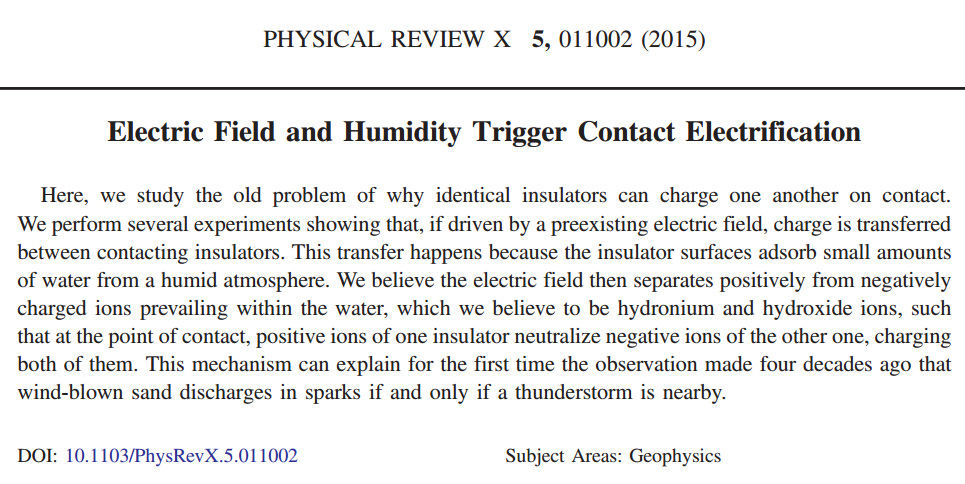 PHYSICAL REVIEW X 5, 011002 (2015)
Electric Field and Humidity Trigger Contact Electrification
Here, we study the old problem of why identical insulators can charge one another on contact.
We perform several experiments showing that, if driven by a preexisting electric field, charge is transferred
between contacting insulators. This transfer happens because the insulator surfaces adsorb small amounts
of water from a humid atmosphere. We believe the electric field then separates positively from negatively
charged ions prevailing within the water, which we believe to be hydronium and hydroxide ions, such
that at the point of contact, positive ions of one insulator neutralize negative ions of the other one, charging
both of them. This mechanism can explain for the first time the observation made four decades ago that
wind-blown sand discharges in sparks if and only if a thunderstorm is nearby.
DOI: 10.1103/PhysRevX.5.011002 Subject Areas: Geophysics